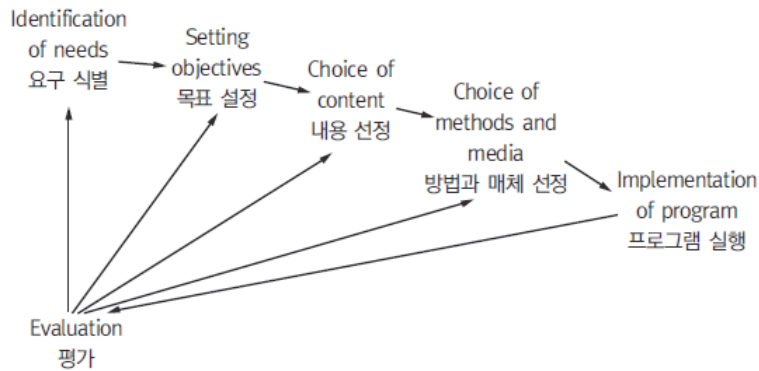 Identification
of needs
요구 식별
Setting
objectives
목표 설정
Choice of
content
내용 선정
Choice of
methods and
media
방법과 매체 선정
Implementation
of program
프로그램 실행
Evaluation
평가